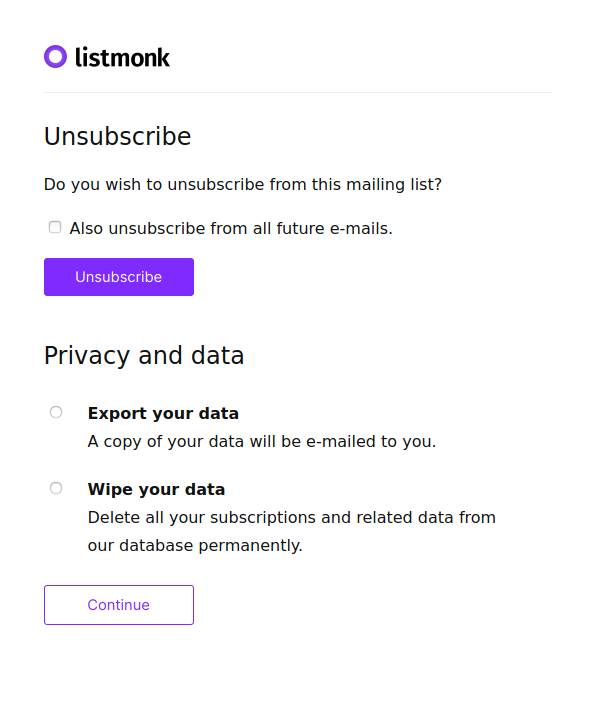 listmonk
Unsubscribe
Do you wish to unsubscribe from this mailing list?
Also unsubscribe from all future e-mails.
Unsubscribe
Privacy and data
Export your data
A copy of your data will be e-mailed to you.
Wipe your data
Delete all your subscriptions and related data from
our database permanently.
Continue